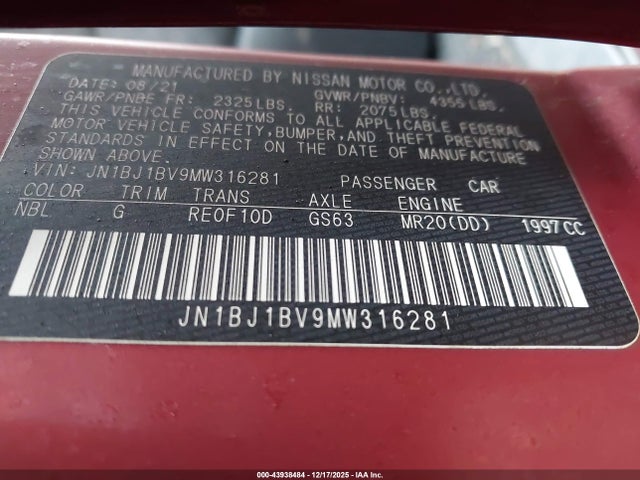 MANUFACTURED BY NISSAN MOTOR CO.,LTD.
DATE: 08/21 GVWR/PNBV: 4355 LBS.
GAWR/PNBE FR: 2325LBS. RR: 2075LBS.
THIS VEHICLE CONFORMS TO ALL APPLICABLE FEDERAL
MOTOR VEHICLE SAFETY,BUMPER,AND THEFT PREVENTION
STANDARDS IN EFFECT ON THE DATE OF MANUFACTURE
SHOWN ABOVE.
VIN: JN1BJ1BV9MW316281 PASSENGER CAR
COLOR TRIM TRANS AXLE ENGINE
NBL G RE0F10D GS63 MR20(DD) 1997CC
JN1BJ1BV9MW316281
000-43938484 - 12/17/2025 - IAA Inc.